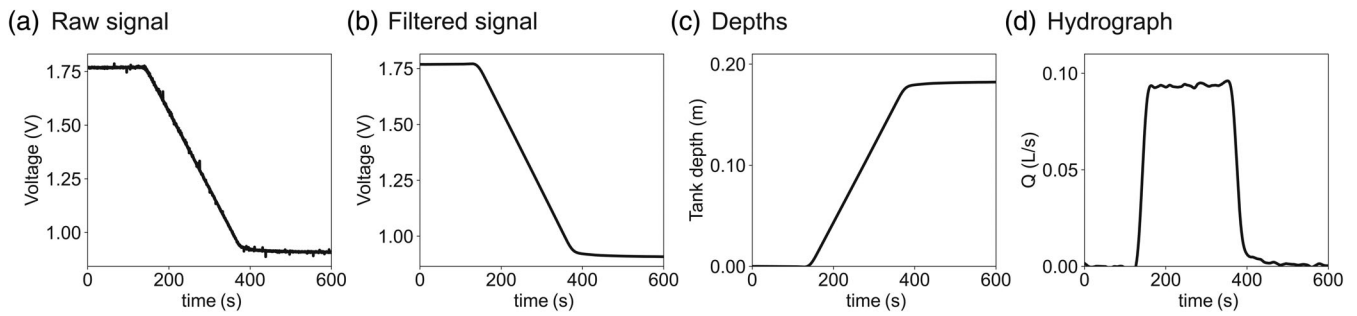 (a) Raw signal
(b) Filtered signal
(c) Depths
(d) Hydrograph
Voltage (V)
1.75
1.50
1.25
1.00
0 200 400 600
time (s)
Voltage (V)
1.75
1.50
1.25
1.00
0 200 400 600
time (s)
Tank depth (m)
0.20
0.10
0.00
0 200 400 600
time (s)
Q (L/s)
0.10
0.05
0.00
0 200 400 600
time (s)